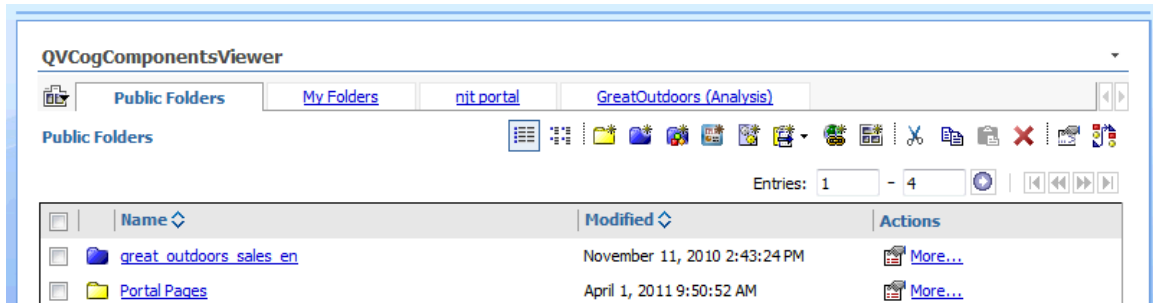 QVCogComponentsViewer
Public Folders My Folders njt portal GreatOutdoors (Analysis)
Public Folders
Entries: 1 - 4
Name Modified Actions
great_outdoors_sales_en November 11, 2010 2:43:24 PM More...
Portal Pages April 1, 2011 9:50:52 AM More...